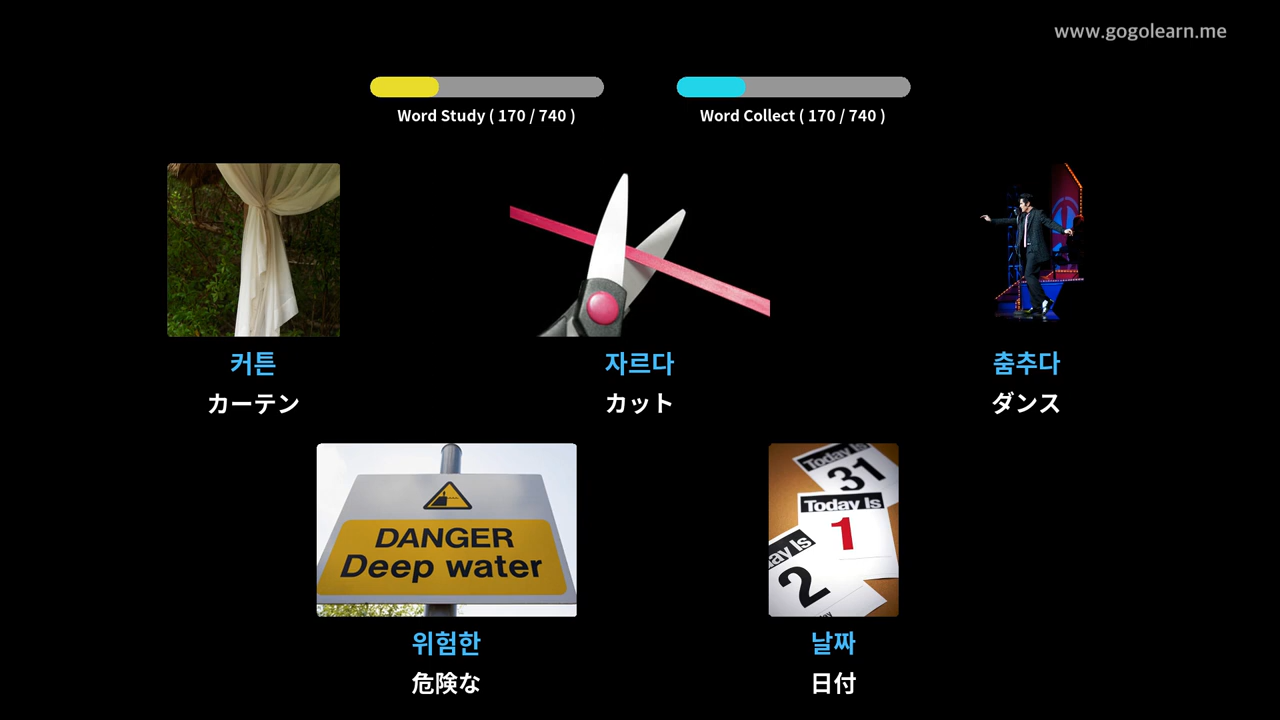 www.gogolearn.me
Word Study ( 170 / 740 )
Word Collect ( 170 / 740 )
커튼
カーテン
자르다
カット
춤추다
ダンス
DANGER
Deep water
위험한
危険な
Today Is
31
Today Is
1
ay Is
2
날짜
日付